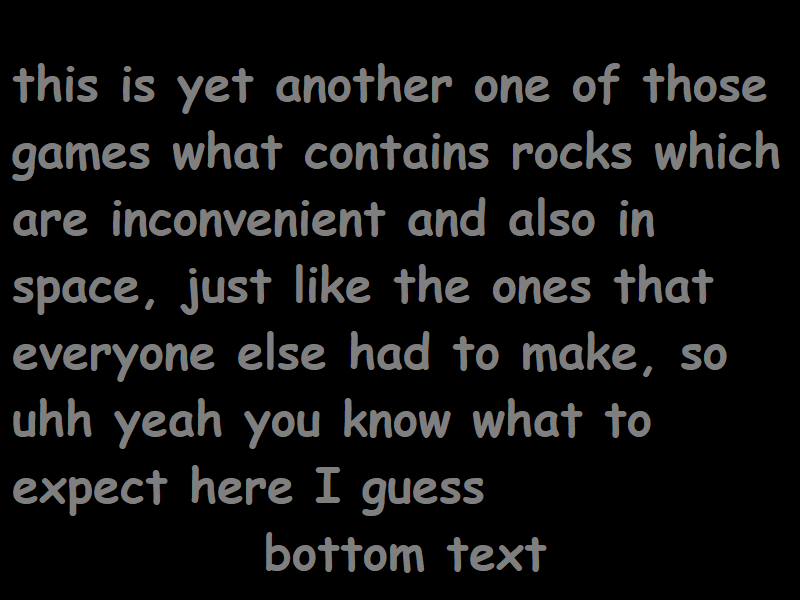 this is yet another one of those
games what contains rocks which
are inconvenient and also in
space, just like the ones that
everyone else had to make, so
uhh yeah you know what to
expect here I guess
bottom text